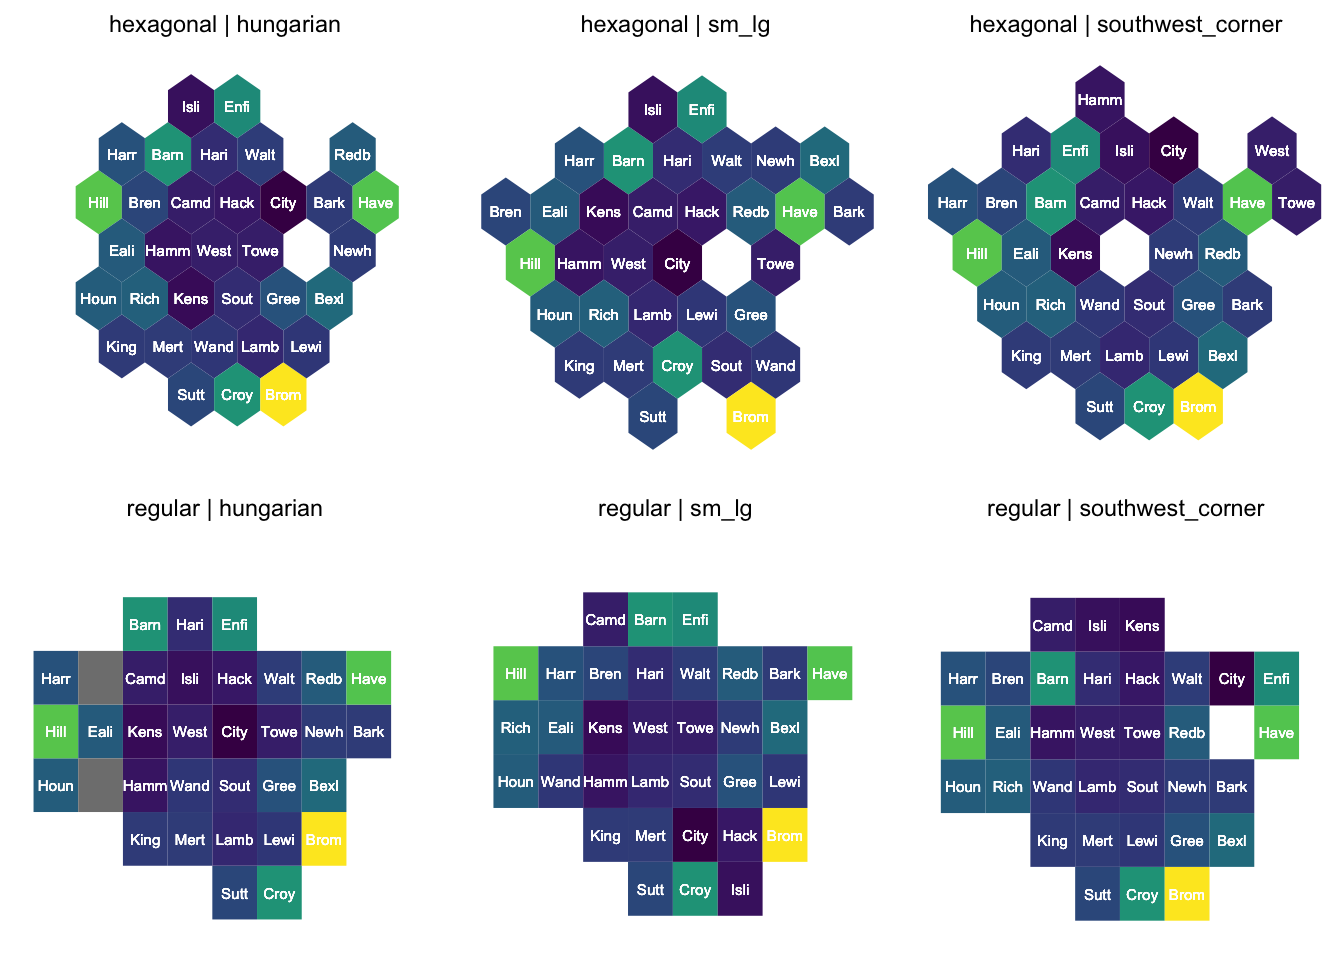 hexagonal | hungarian
hexagonal | sm_lg
hexagonal | southwest_corner
Isli Enfi
Harr Barn Hari Walt Redb
Hill Bren Camd Hack City Bark Have
Eali Hamm West Towe Newh
Houn Rich Kens Sout Gree Bexl
King Mert Wand Lamb Lewi
Sutt Croy Brom
Isli Enfi
Harr Barn Hari Walt Newh Bexl
Bren Eali Kens Camd Hack Redb Have Bark
Hill Hamm West City Towe
Houn Rich Lamb Lewi Gree
King Mert Croy Sout Wand
Sutt Brom
Hamm
Hari Enfi Isli City West
Harr Bren Barn Camd Hack Walt Have Towe
Hill Eali Kens Newh Redb
Houn Rich Wand Sout Gree Bark
King Mert Lamb Lewi Bexl
Sutt Croy Brom
regular | hungarian
regular | sm_lg
regular | southwest_corner
Barn Hari Enfi
Harr Camd Isli Hack Walt Redb Have
Hill Eali Kens West City Towe Newh Bark
Houn Hamm Wand Sout Gree Bexl
King Mert Lamb Lewi Brom
Sutt Croy
Camd Barn Enfi
Hill Harr Bren Hari Walt Redb Bark Have
Rich Eali Kens West Towe Newh Bexl
Houn Wand Hamm Lamb Sout Gree Lewi
King Mert City Hack Brom
Sutt Croy Isli
Camd Isli Kens
Harr Bren Barn Hari Hack Walt City Enfi
Hill Eali Hamm West Towe Redb Have
Houn Rich Wand Lamb Sout Newh Bark
King Mert Lewi Gree Bexl
Sutt Croy Brom